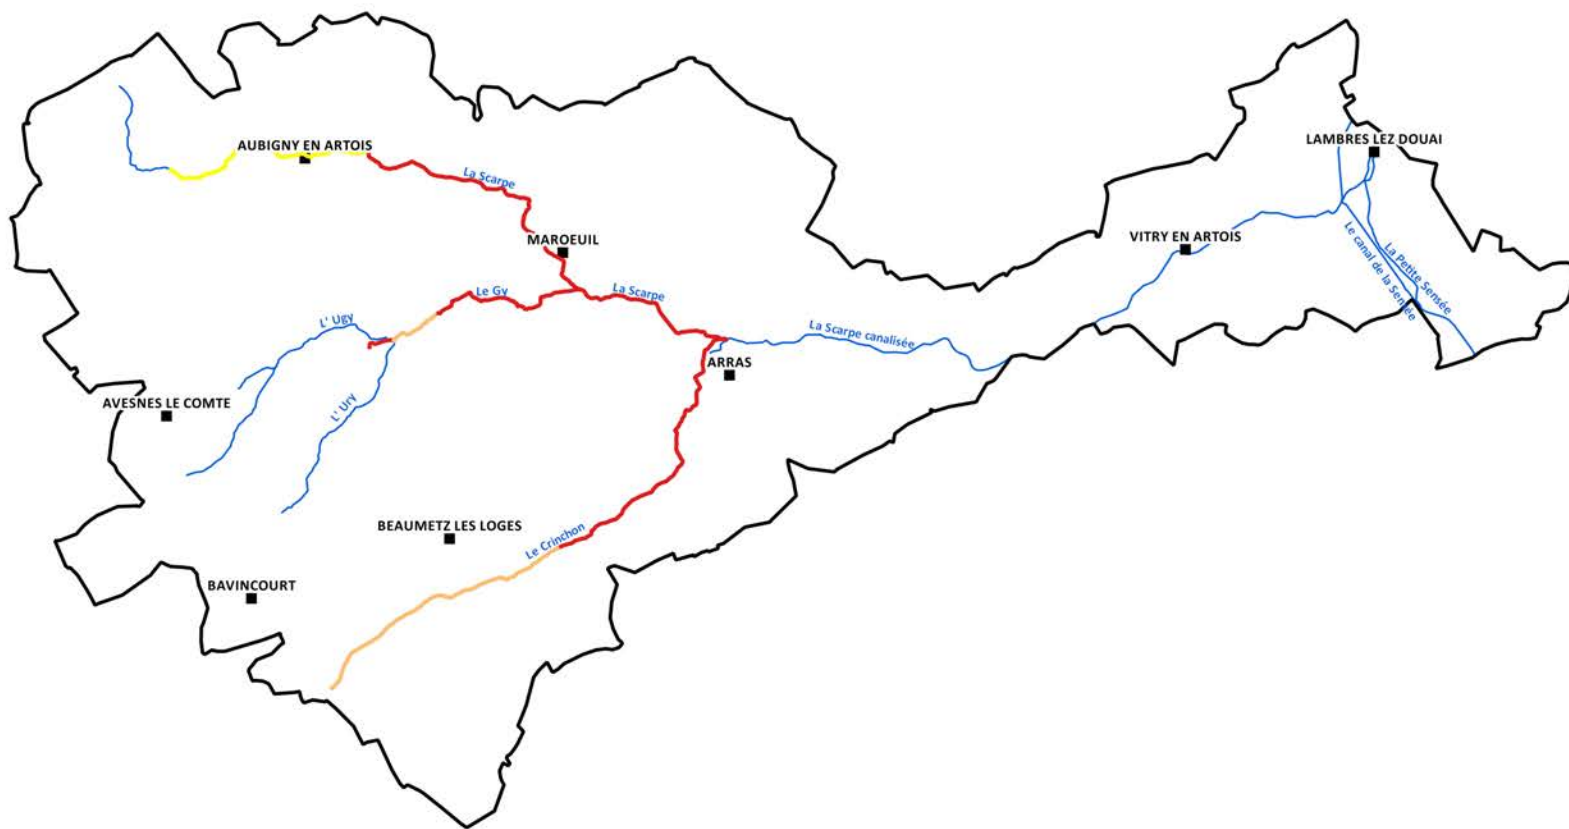 LAMBRES LEZ DOUAI
AUBIGNY EN ARTOIS
La Scarpe
MAROEUIL
VITRY EN ARTOIS
La Petite Sensée
Le canal de la Sensée
Le Gy
La Scarpe
L' Ugy
La Scarpe canalisée
ARRAS
AVESNES LE COMTE
L' Ury
BEAUMETZ LES LOGES
Le Crinchon
BAVINCOURT